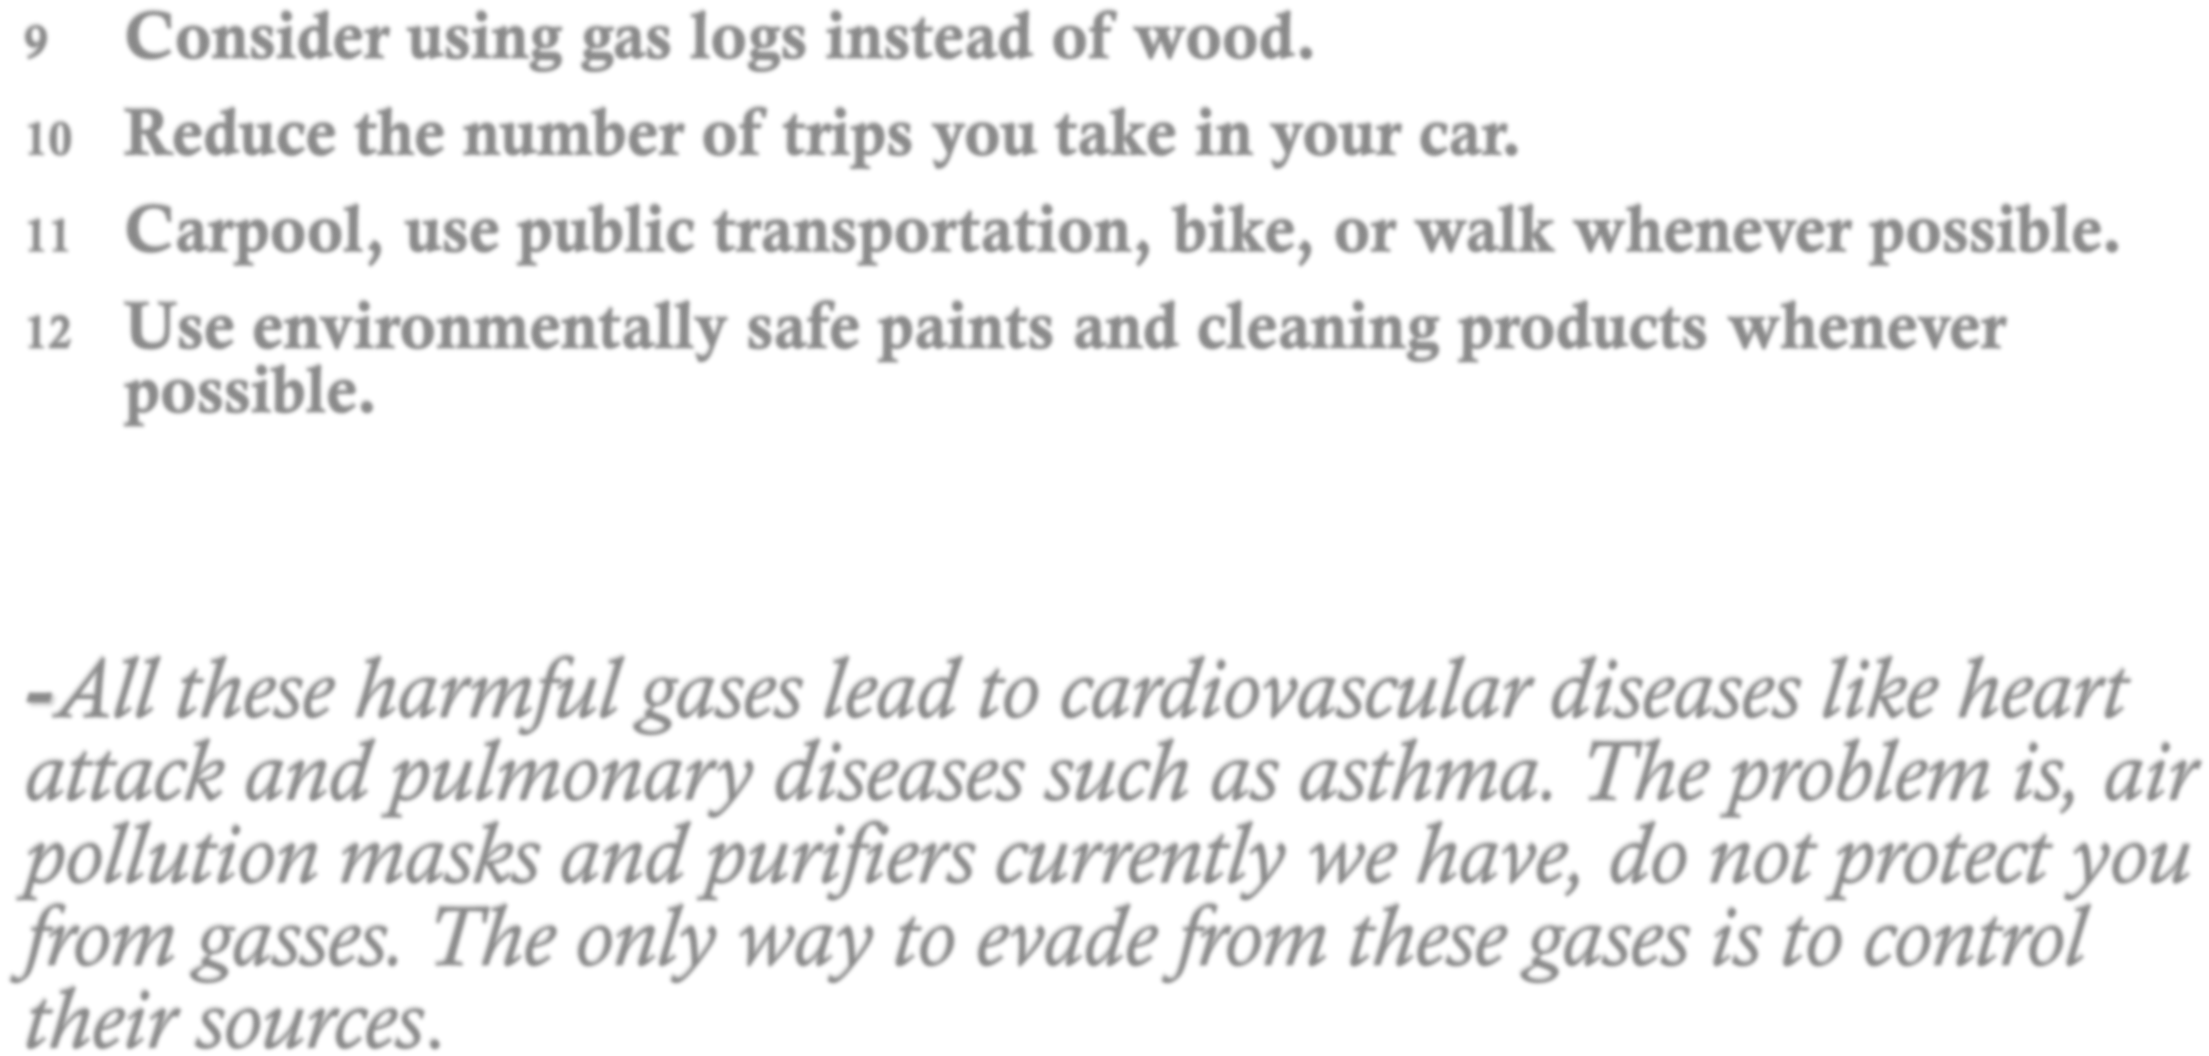 9 Consider using gas logs instead of wood.
10 Reduce the number of trips you take in your car.
11 Carpool, use public transportation, bike, or walk whenever possible.
12 Use environmentally safe paints and cleaning products whenever
possible.
-All these harmful gases lead to cardiovascular diseases like heart
attack and pulmonary diseases such as asthma. The problem is, air
pollution masks and purifiers currently we have, do not protect you
from gasses. The only way to evade from these gases is to control
their sources.